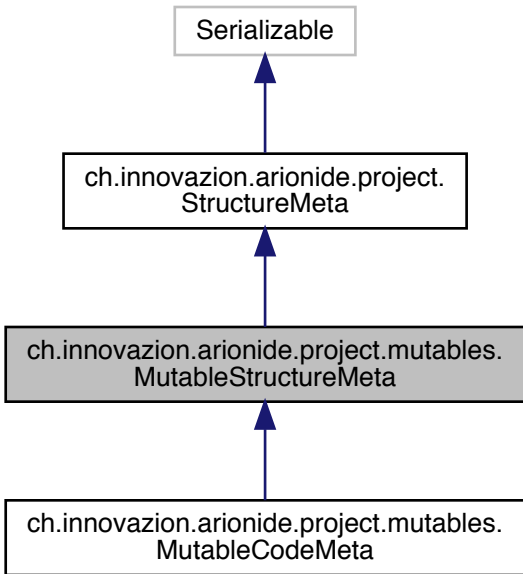 Serializable
ch.innovazion.arionide.project.
StructureMeta
ch.innovazion.arionide.project.mutables.
MutableStructureMeta
ch.innovazion.arionide.project.mutables.
MutableCodeMeta